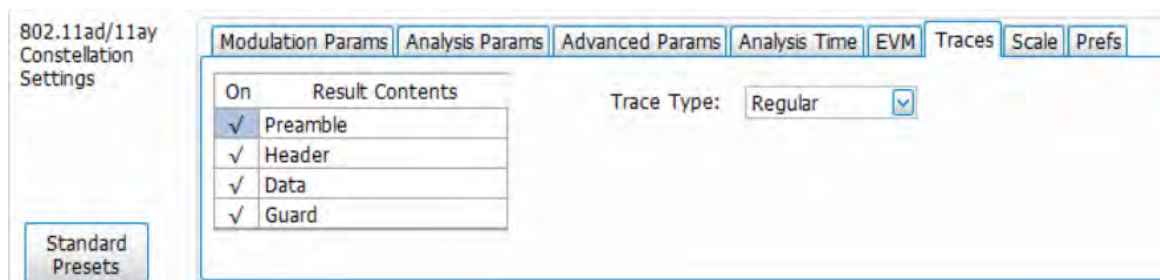 802.11ad/11ay
Constellation
Settings
Modulation Params Analysis Params Advanced Params Analysis Time EVM Traces Scale Prefs
On Result Contents
√ Preamble
√ Header
√ Data
√ Guard
Trace Type: Regular
Standard
Presets